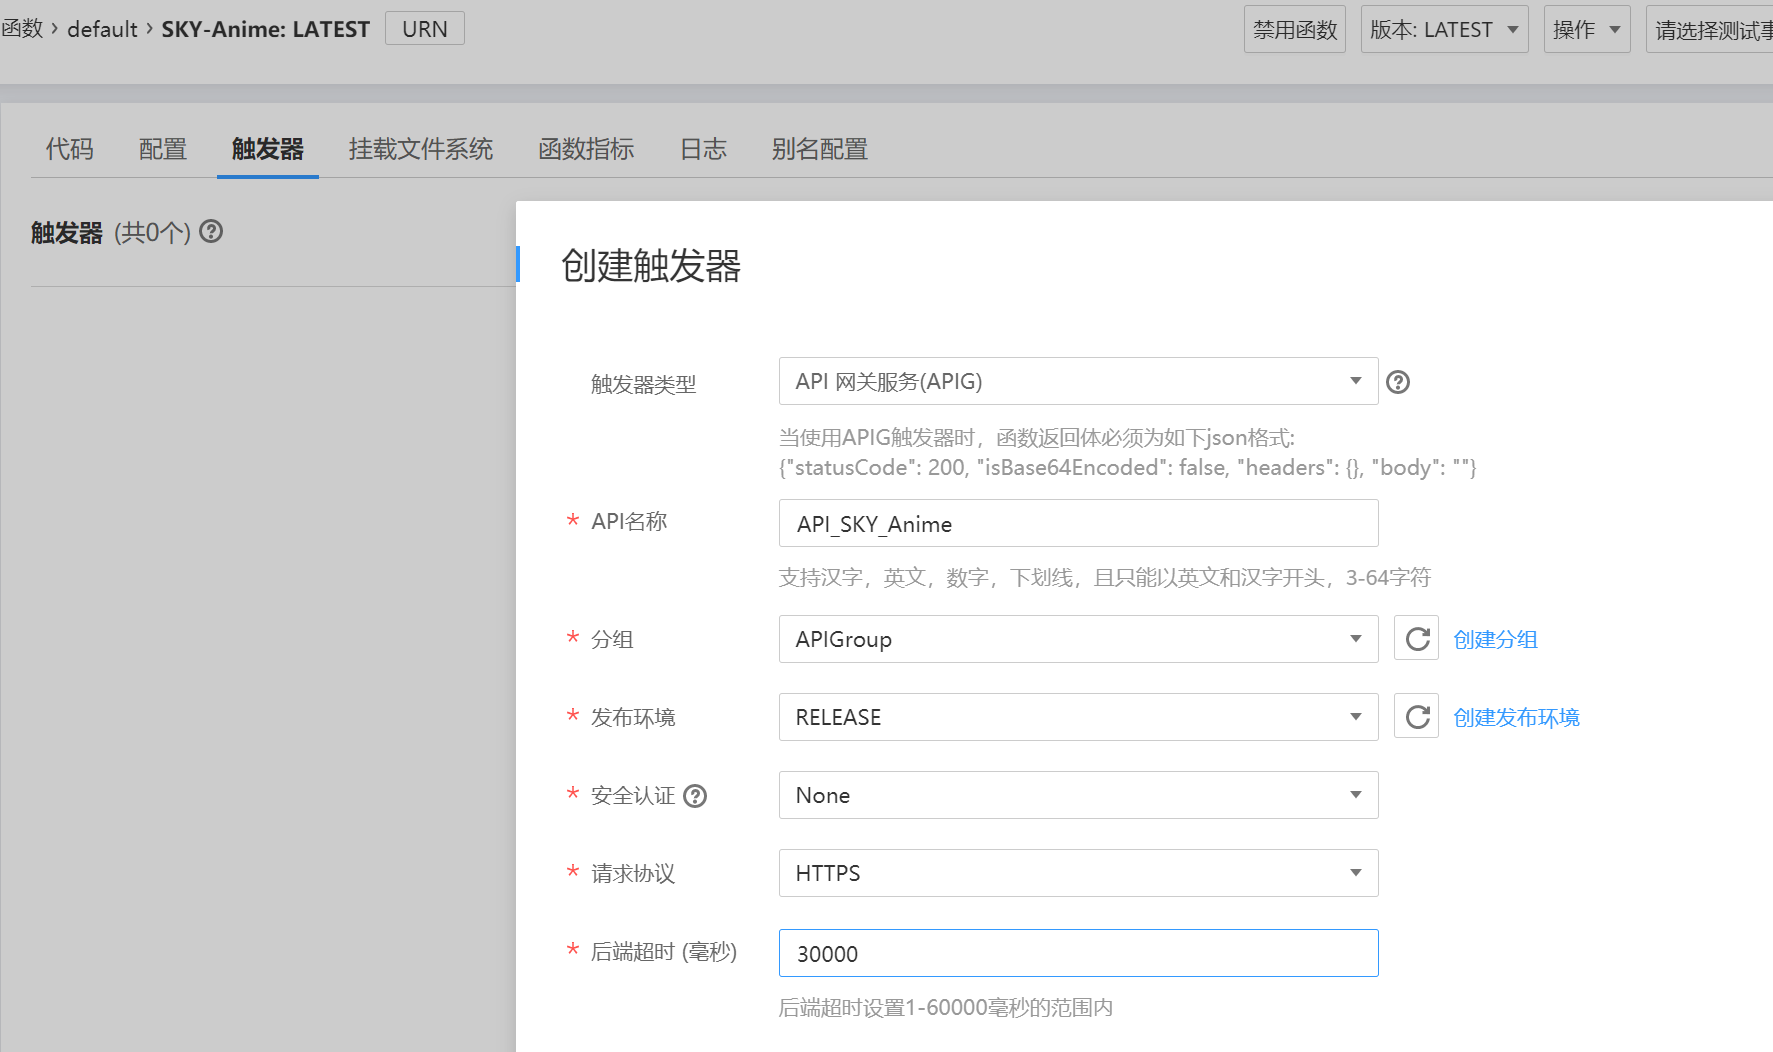 函数 › default › SKY-Anime: LATEST URN 禁用函数 版本: LATEST 操作 请选择测试事
代码 配置 触发器 挂载文件系统 函数指标 日志 别名配置
触发器 (共0个)
创建触发器
触发器类型 API 网关服务(APIG)
当使用APIG触发器时，函数返回体必须为如下json格式:
{"statusCode": 200, "isBase64Encoded": false, "headers": {}, "body": ""}
* API名称 API_SKY_Anime
支持汉字，英文，数字，下划线，且只能以英文和汉字开头，3-64字符
* 分组 APIGroup 创建分组
* 发布环境 RELEASE 创建发布环境
* 安全认证 None
* 请求协议 HTTPS
* 后端超时 (毫秒) 30000
后端超时设置1-60000毫秒的范围内